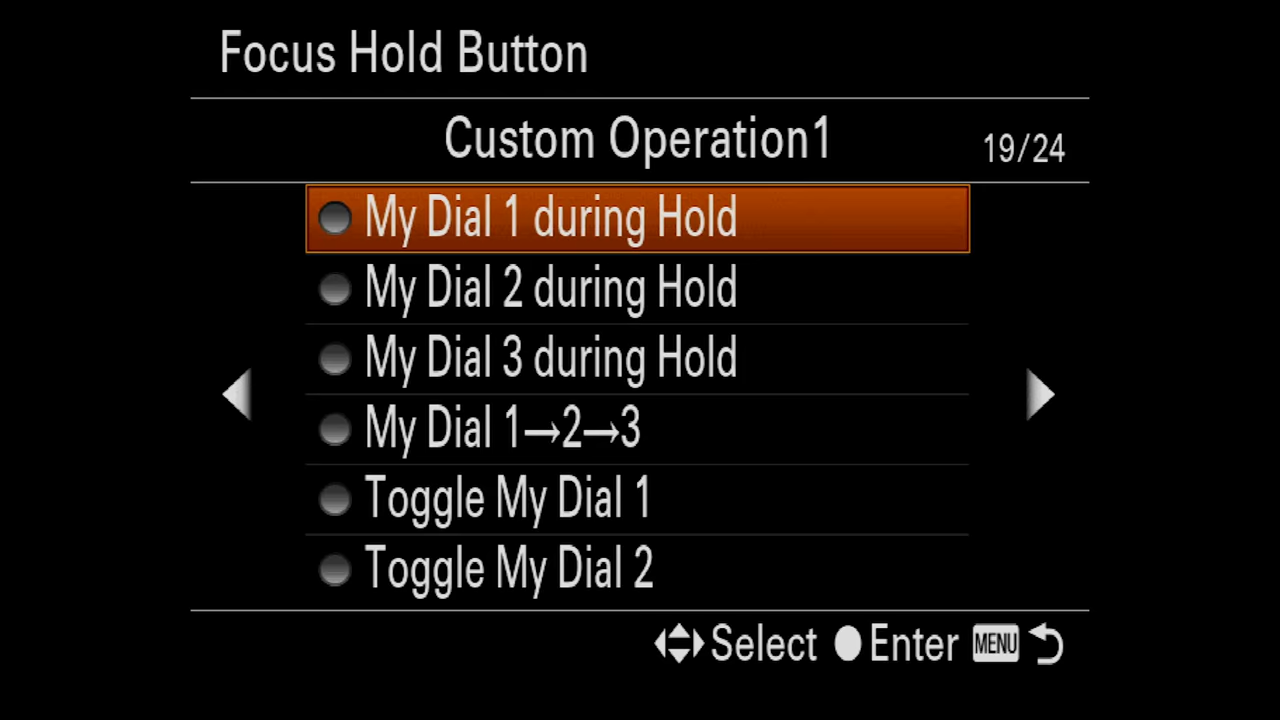 Focus Hold Button
Custom Operation1
19/24
My Dial 1 during Hold
My Dial 2 during Hold
My Dial 3 during Hold
My Dial 1→2→3
Toggle My Dial 1
Toggle My Dial 2
Select Enter MENU